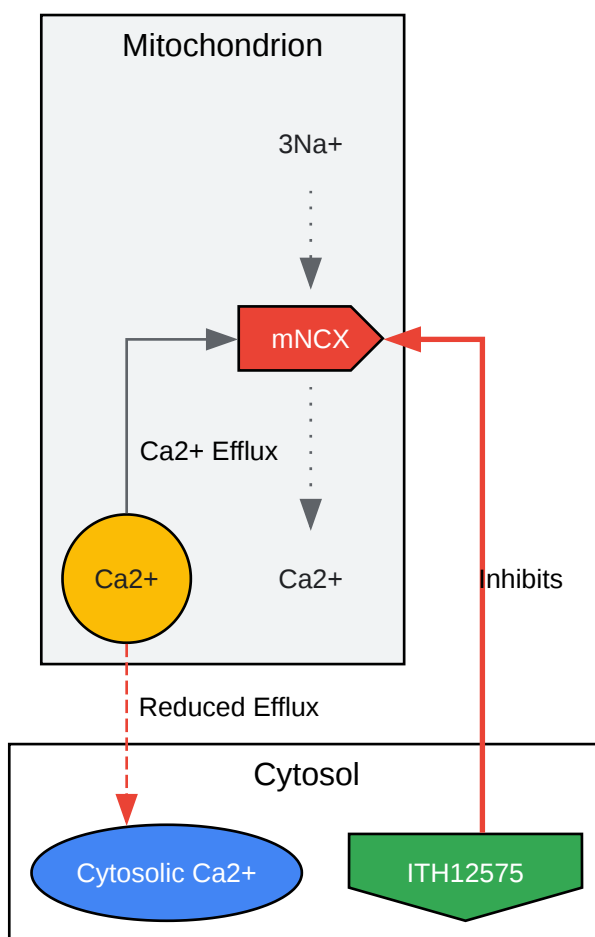 Mitochondrion
3Na+
mNCX
Ca2+ Efflux
Ca2+
Ca2+
Inhibits
Reduced Efflux
Cytosol
Cytosolic Ca2+
ITH12575